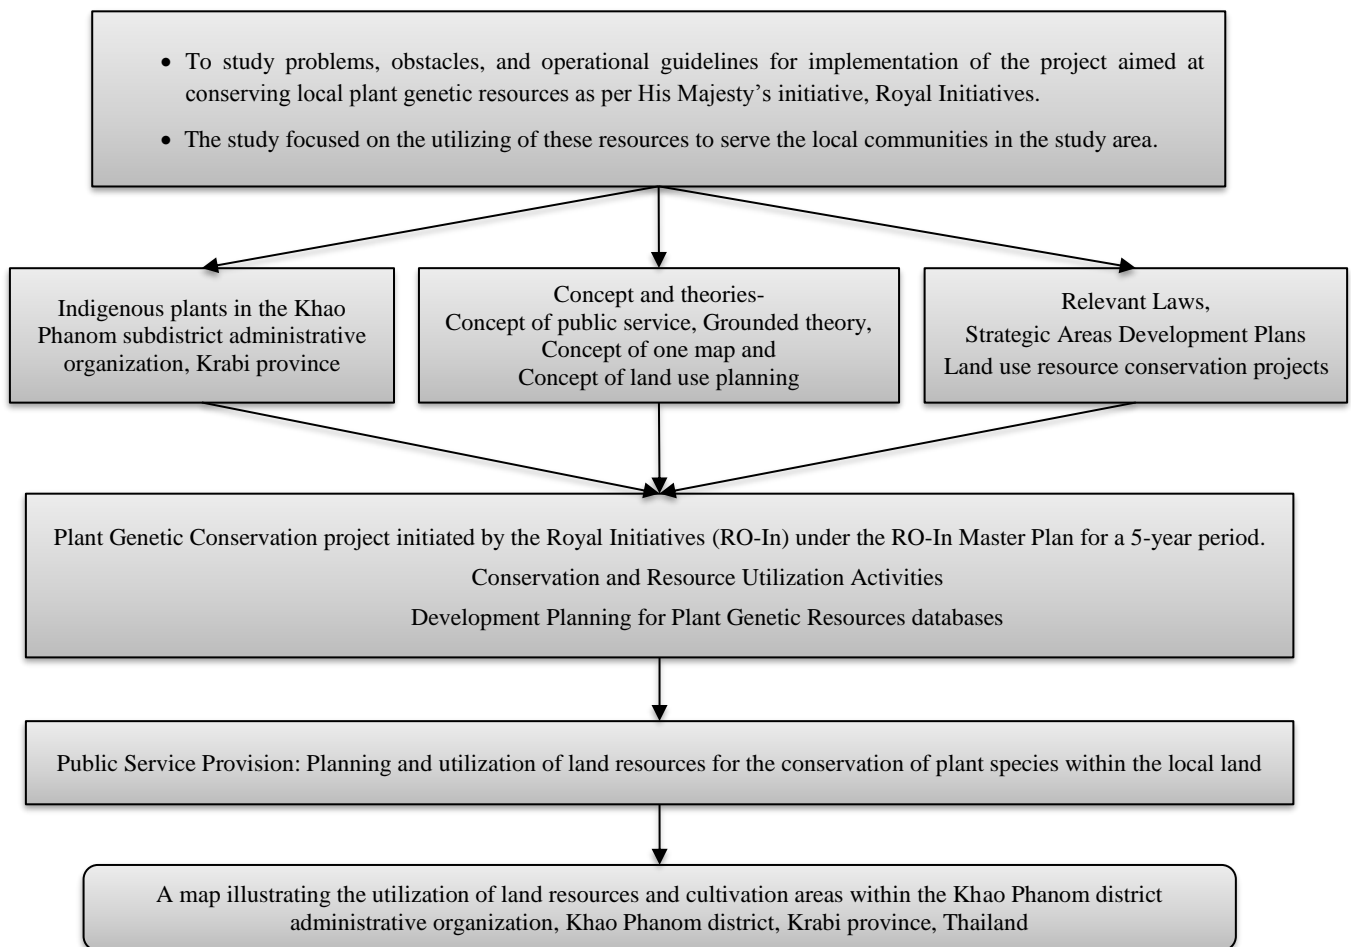 • To study problems, obstacles, and operational guidelines for implementation of the project aimed at
conserving local plant genetic resources as per His Majesty’s initiative, Royal Initiatives.
• The study focused on the utilizing of these resources to serve the local communities in the study area.
Indigenous plants in the Khao
Phanom subdistrict administrative
organization, Krabi province
Concept and theories-
Concept of public service, Grounded theory,
Concept of one map and
Concept of land use planning
Relevant Laws,
Strategic Areas Development Plans
Land use resource conservation projects
Plant Genetic Conservation project initiated by the Royal Initiatives (RO-In) under the RO-In Master Plan for a 5-year period.
Conservation and Resource Utilization Activities
Development Planning for Plant Genetic Resources databases
Public Service Provision: Planning and utilization of land resources for the conservation of plant species within the local land
A map illustrating the utilization of land resources and cultivation areas within the Khao Phanom district
administrative organization, Khao Phanom district, Krabi province, Thailand